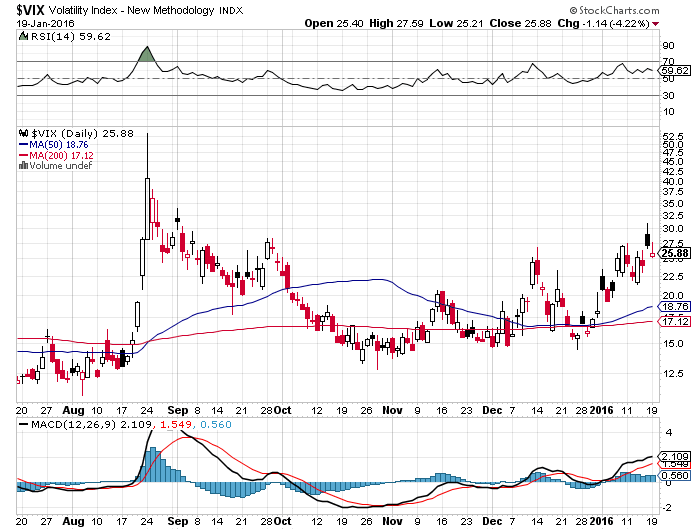 $VIX Volatility Index - New Methodology INDX © StockCharts.com
19-Jan-2016 Open 25.40 High 27.59 Low 25.21 Close 25.88 Chg -1.14 (-4.22%)
RSI(14) 59.62
90
70
59.62
50
30
10
$VIX (Daily) 25.88
MA(50) 18.76
MA(200) 17.12
Volume undef
52.5
50.0
47.5
45.0
42.5
40.0
37.5
35.0
32.5
30.0
27.5
25.88
22.5
20.0
18.76
17.12
15.0
12.5
20 27 Aug 10 17 24 Sep 8 14 21 28 Oct 12 19 26 Nov 9 16 23 Dec 7 14 21 28 2016 11 19
MACD(12,26,9) 2.109, 1.549, 0.560
4
2.109
1.549
0.560
-2
20 27 Aug 10 17 24 Sep 8 14 21 28 Oct 12 19 26 Nov 9 16 23 Dec 7 14 21 28 2016 11 19